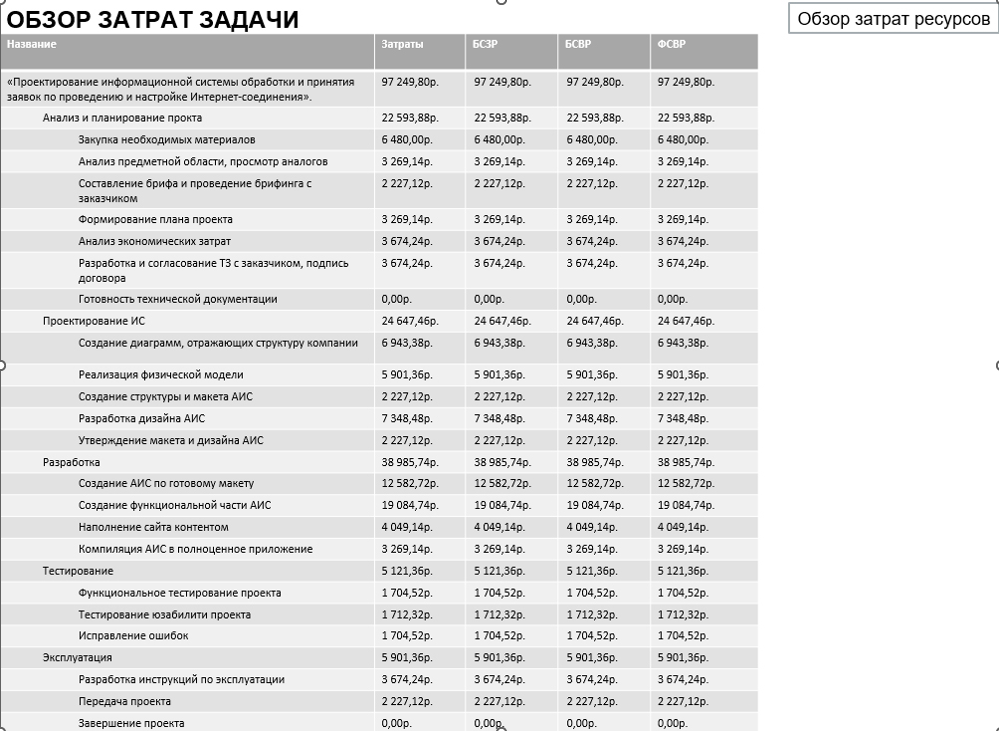 ОБЗОР ЗАТРАТ ЗАДАЧИ
Обзор затрат ресурсов
Название Затраты БСЗР БСВР ФСВР
«Проектирование информационной системы обработки и принятия 97 249,80р. 97 249,80р. 97 249,80р. 97 249,80р.
заявок по проведению и настройке Интернет-соединения».
Анализ и планирование прокта 22 593,88р. 22 593,88р. 22 593,88р. 22 593,88р.
Закупка необходимых материалов 6 480,00р. 6 480,00р. 6 480,00р. 6 480,00р.
Анализ предметной области, просмотр аналогов 3 269,14р. 3 269,14р. 3 269,14р. 3 269,14р.
Составление брифа и проведение брифинга с 2 227,12р. 2 227,12р. 2 227,12р. 2 227,12р.
заказчиком
Формирование плана проекта 3 269,14р. 3 269,14р. 3 269,14р. 3 269,14р.
Анализ экономических затрат 3 674,24р. 3 674,24р. 3 674,24р. 3 674,24р.
Разработка и согласование ТЗ с заказчиком, подпись 3 674,24р. 3 674,24р. 3 674,24р. 3 674,24р.
договора
Готовность технической документации 0,00р. 0,00р. 0,00р. 0,00р.
Проектирование ИС 24 647,46р. 24 647,46р. 24 647,46р. 24 647,46р.
Создание диаграмм, отражающих структуру компании 6 943,38р. 6 943,38р. 6 943,38р. 6 943,38р.
Реализация физической модели 5 901,36р. 5 901,36р. 5 901,36р. 5 901,36р.
Создание структуры и макета АИС 2 227,12р. 2 227,12р. 2 227,12р. 2 227,12р.
Разработка дизайна АИС 7 348,48р. 7 348,48р. 7 348,48р. 7 348,48р.
Утверждение макета и дизайна АИС 2 227,12р. 2 227,12р. 2 227,12р. 2 227,12р.
Разработка 38 985,74р. 38 985,74р. 38 985,74р. 38 985,74р.
Создание АИС по готовому макету 12 582,72р. 12 582,72р. 12 582,72р. 12 582,72р.
Создание функциональной части АИС 19 084,74р. 19 084,74р. 19 084,74р. 19 084,74р.
Наполнение сайта контентом 4 049,14р. 4 049,14р. 4 049,14р. 4 049,14р.
Компиляция АИС в полноценное приложение 3 269,14р. 3 269,14р. 3 269,14р. 3 269,14р.
Тестирование 5 121,36р. 5 121,36р. 5 121,36р. 5 121,36р.
Функциональное тестирование проекта 1 704,52р. 1 704,52р. 1 704,52р. 1 704,52р.
Тестирование юзабилити проекта 1 712,32р. 1 712,32р. 1 712,32р. 1 712,32р.
Исправление ошибок 1 704,52р. 1 704,52р. 1 704,52р. 1 704,52р.
Эксплуатация 5 901,36р. 5 901,36р. 5 901,36р. 5 901,36р.
Разработка инструкций по эксплуатации 3 674,24р. 3 674,24р. 3 674,24р. 3 674,24р.
Передача проекта 2 227,12р. 2 227,12р. 2 227,12р. 2 227,12р.
Завершение проекта 0,00р. 0,00р. 0,00р. 0,00р.